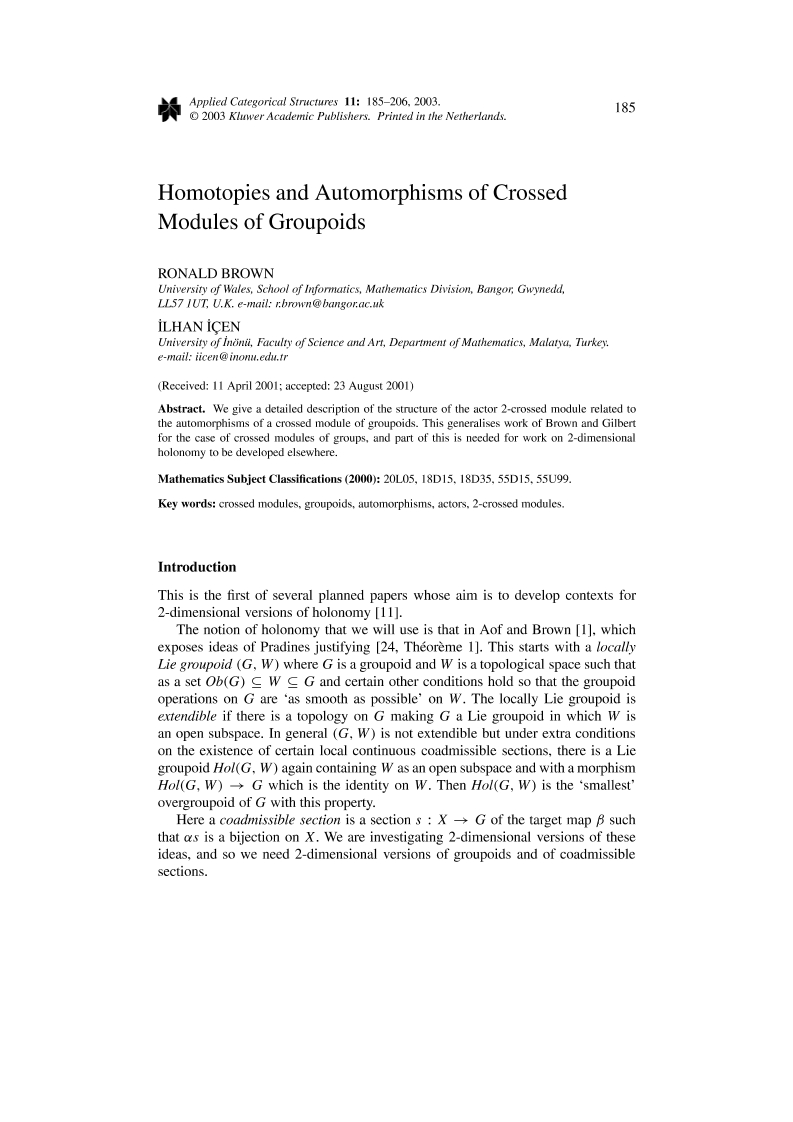 Applied Categorical Structures 11: 185–206, 2003.
© 2003 Kluwer Academic Publishers. Printed in the Netherlands.
185
Homotopies and Automorphisms of Crossed
Modules of Groupoids
RONALD BROWN
University of Wales, School of Informatics, Mathematics Division, Bangor, Gwynedd,
LL57 1UT, U.K. e-mail: r.brown@bangor.ac.uk
İLHAN İÇEN
University of İnönü, Faculty of Science and Art, Department of Mathematics, Malatya, Turkey.
e-mail: iicen@inonu.edu.tr
(Received: 11 April 2001; accepted: 23 August 2001)
Abstract. We give a detailed description of the structure of the actor 2-crossed module related to
the automorphisms of a crossed module of groupoids. This generalises work of Brown and Gilbert
for the case of crossed modules of groups, and part of this is needed for work on 2-dimensional
holonomy to be developed elsewhere.
Mathematics Subject Classifications (2000): 20L05, 18D15, 18D35, 55D15, 55U99.
Key words: crossed modules, groupoids, automorphisms, actors, 2-crossed modules.
Introduction
This is the first of several planned papers whose aim is to develop contexts for
2-dimensional versions of holonomy [11].
The notion of holonomy that we will use is that in Aof and Brown [1], which
exposes ideas of Pradines justifying [24, Théorème 1]. This starts with a locally
Lie groupoid (G, W) where G is a groupoid and W is a topological space such that
as a set Ob(G) ⊆ W ⊆ G and certain other conditions hold so that the groupoid
operations on G are ‘as smooth as possible’ on W. The locally Lie groupoid is
extendible if there is a topology on G making G a Lie groupoid in which W is
an open subspace. In general (G, W) is not extendible but under extra conditions
on the existence of certain local continuous coadmissible sections, there is a Lie
groupoid Hol(G, W) again containing W as an open subspace and with a morphism
Hol(G, W) → G which is the identity on W. Then Hol(G, W) is the ‘smallest’
overgroupoid of G with this property.
Here a coadmissible section is a section s : X → G of the target map β such
that αs is a bijection on X. We are investigating 2-dimensional versions of these
ideas, and so we need 2-dimensional versions of groupoids and of coadmissible
sections.